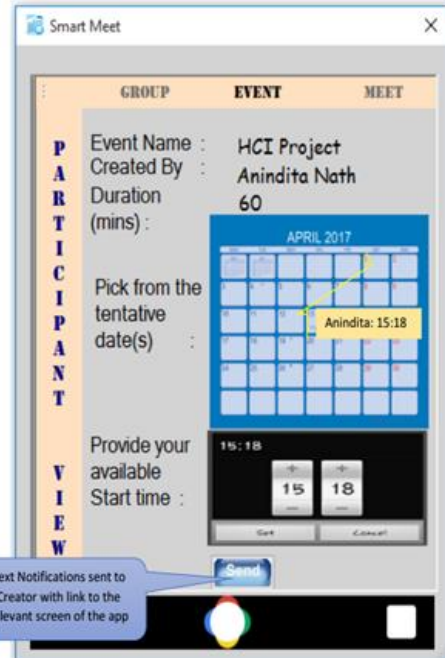 Smart Meet
GROUP EVENT MEET
PARTICIPANT VIEW
Event Name : HCI Project
Created By : Anindita Nath
Duration 60
(mins) :
APRIL 2017
Pick from the
tentative
date(s) :
Anindita: 15:18
Provide your
available
Start time :
15:18
15 18
Set Cancel
Send
ext Notifications sent to
Creator with link to the
levant screen of the app